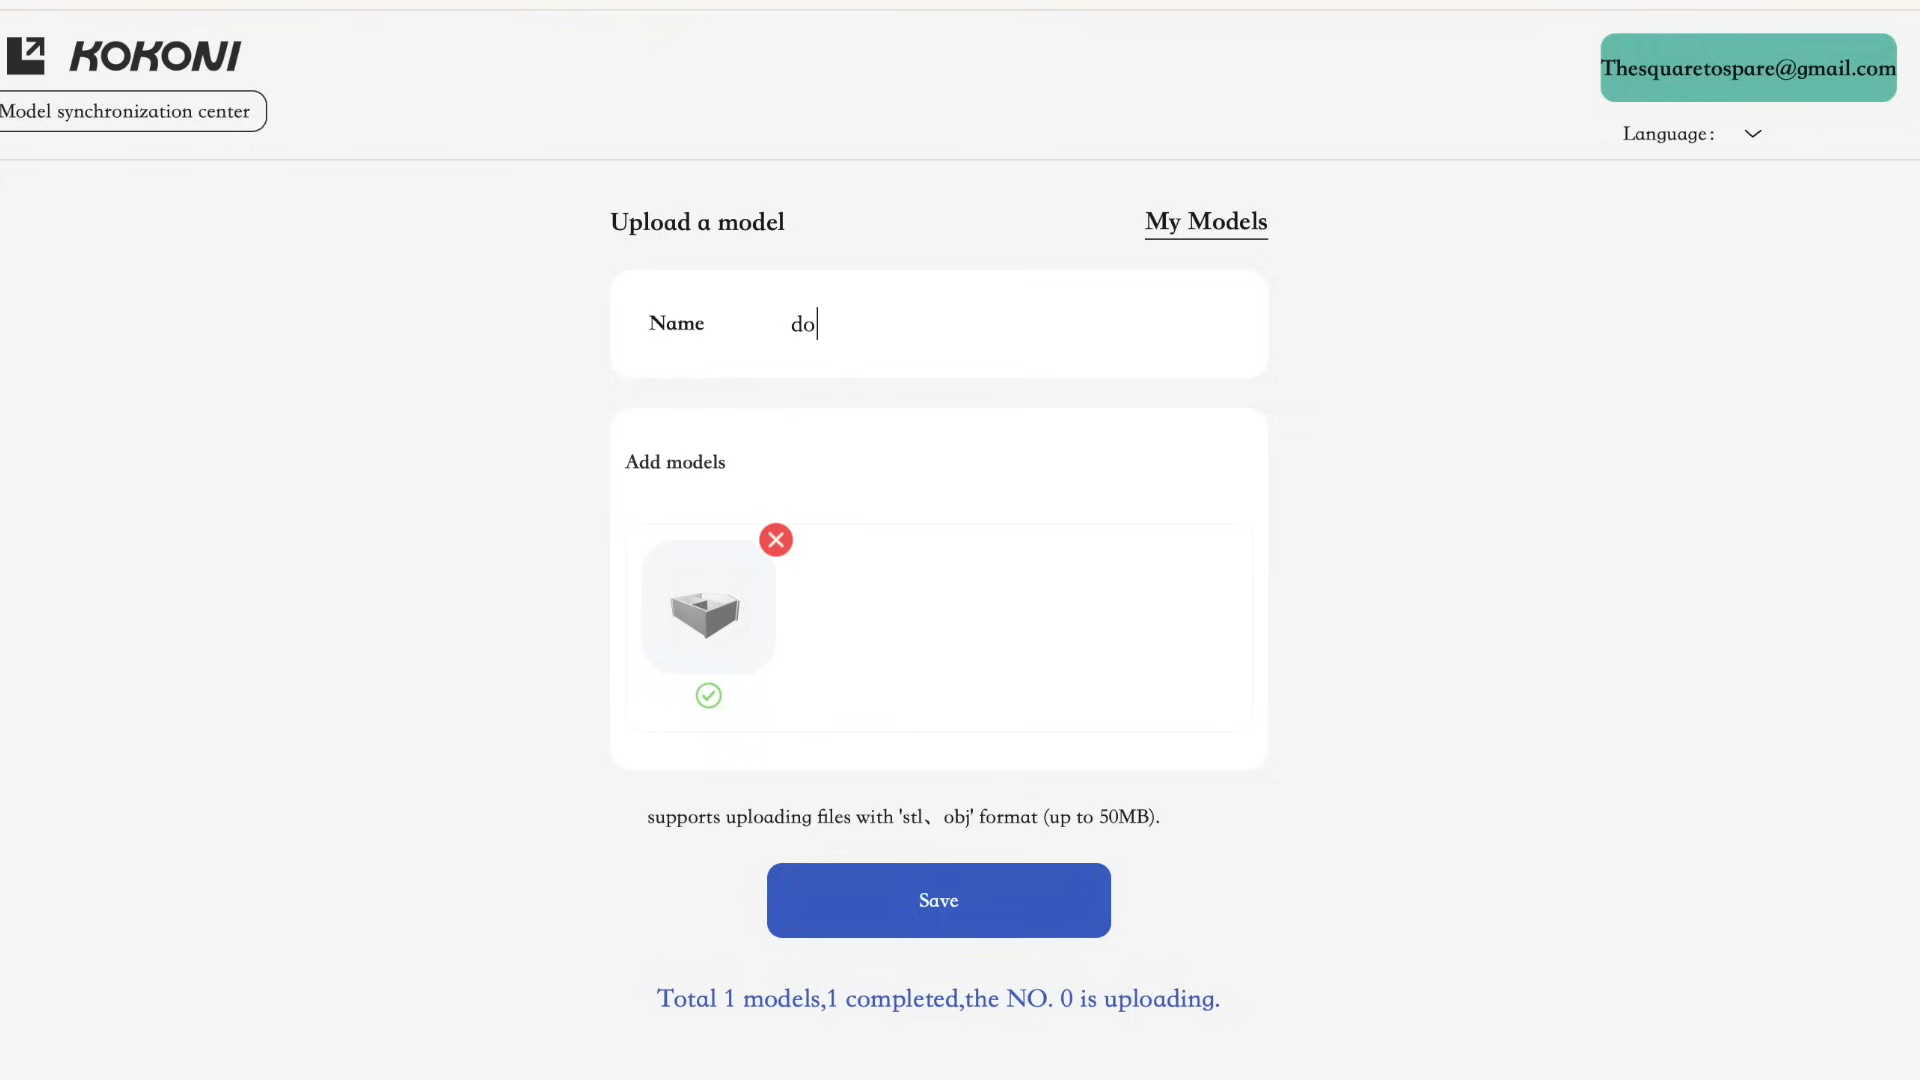 KOKONI
Model synchronization center
Thesquaretospare@gmail.com
Language:
Upload a model
My Models
Name
do
Add models
supports uploading files with 'stl、obj' format (up to 50MB).
Save
Total 1 models,1 completed,the NO. 0 is uploading.